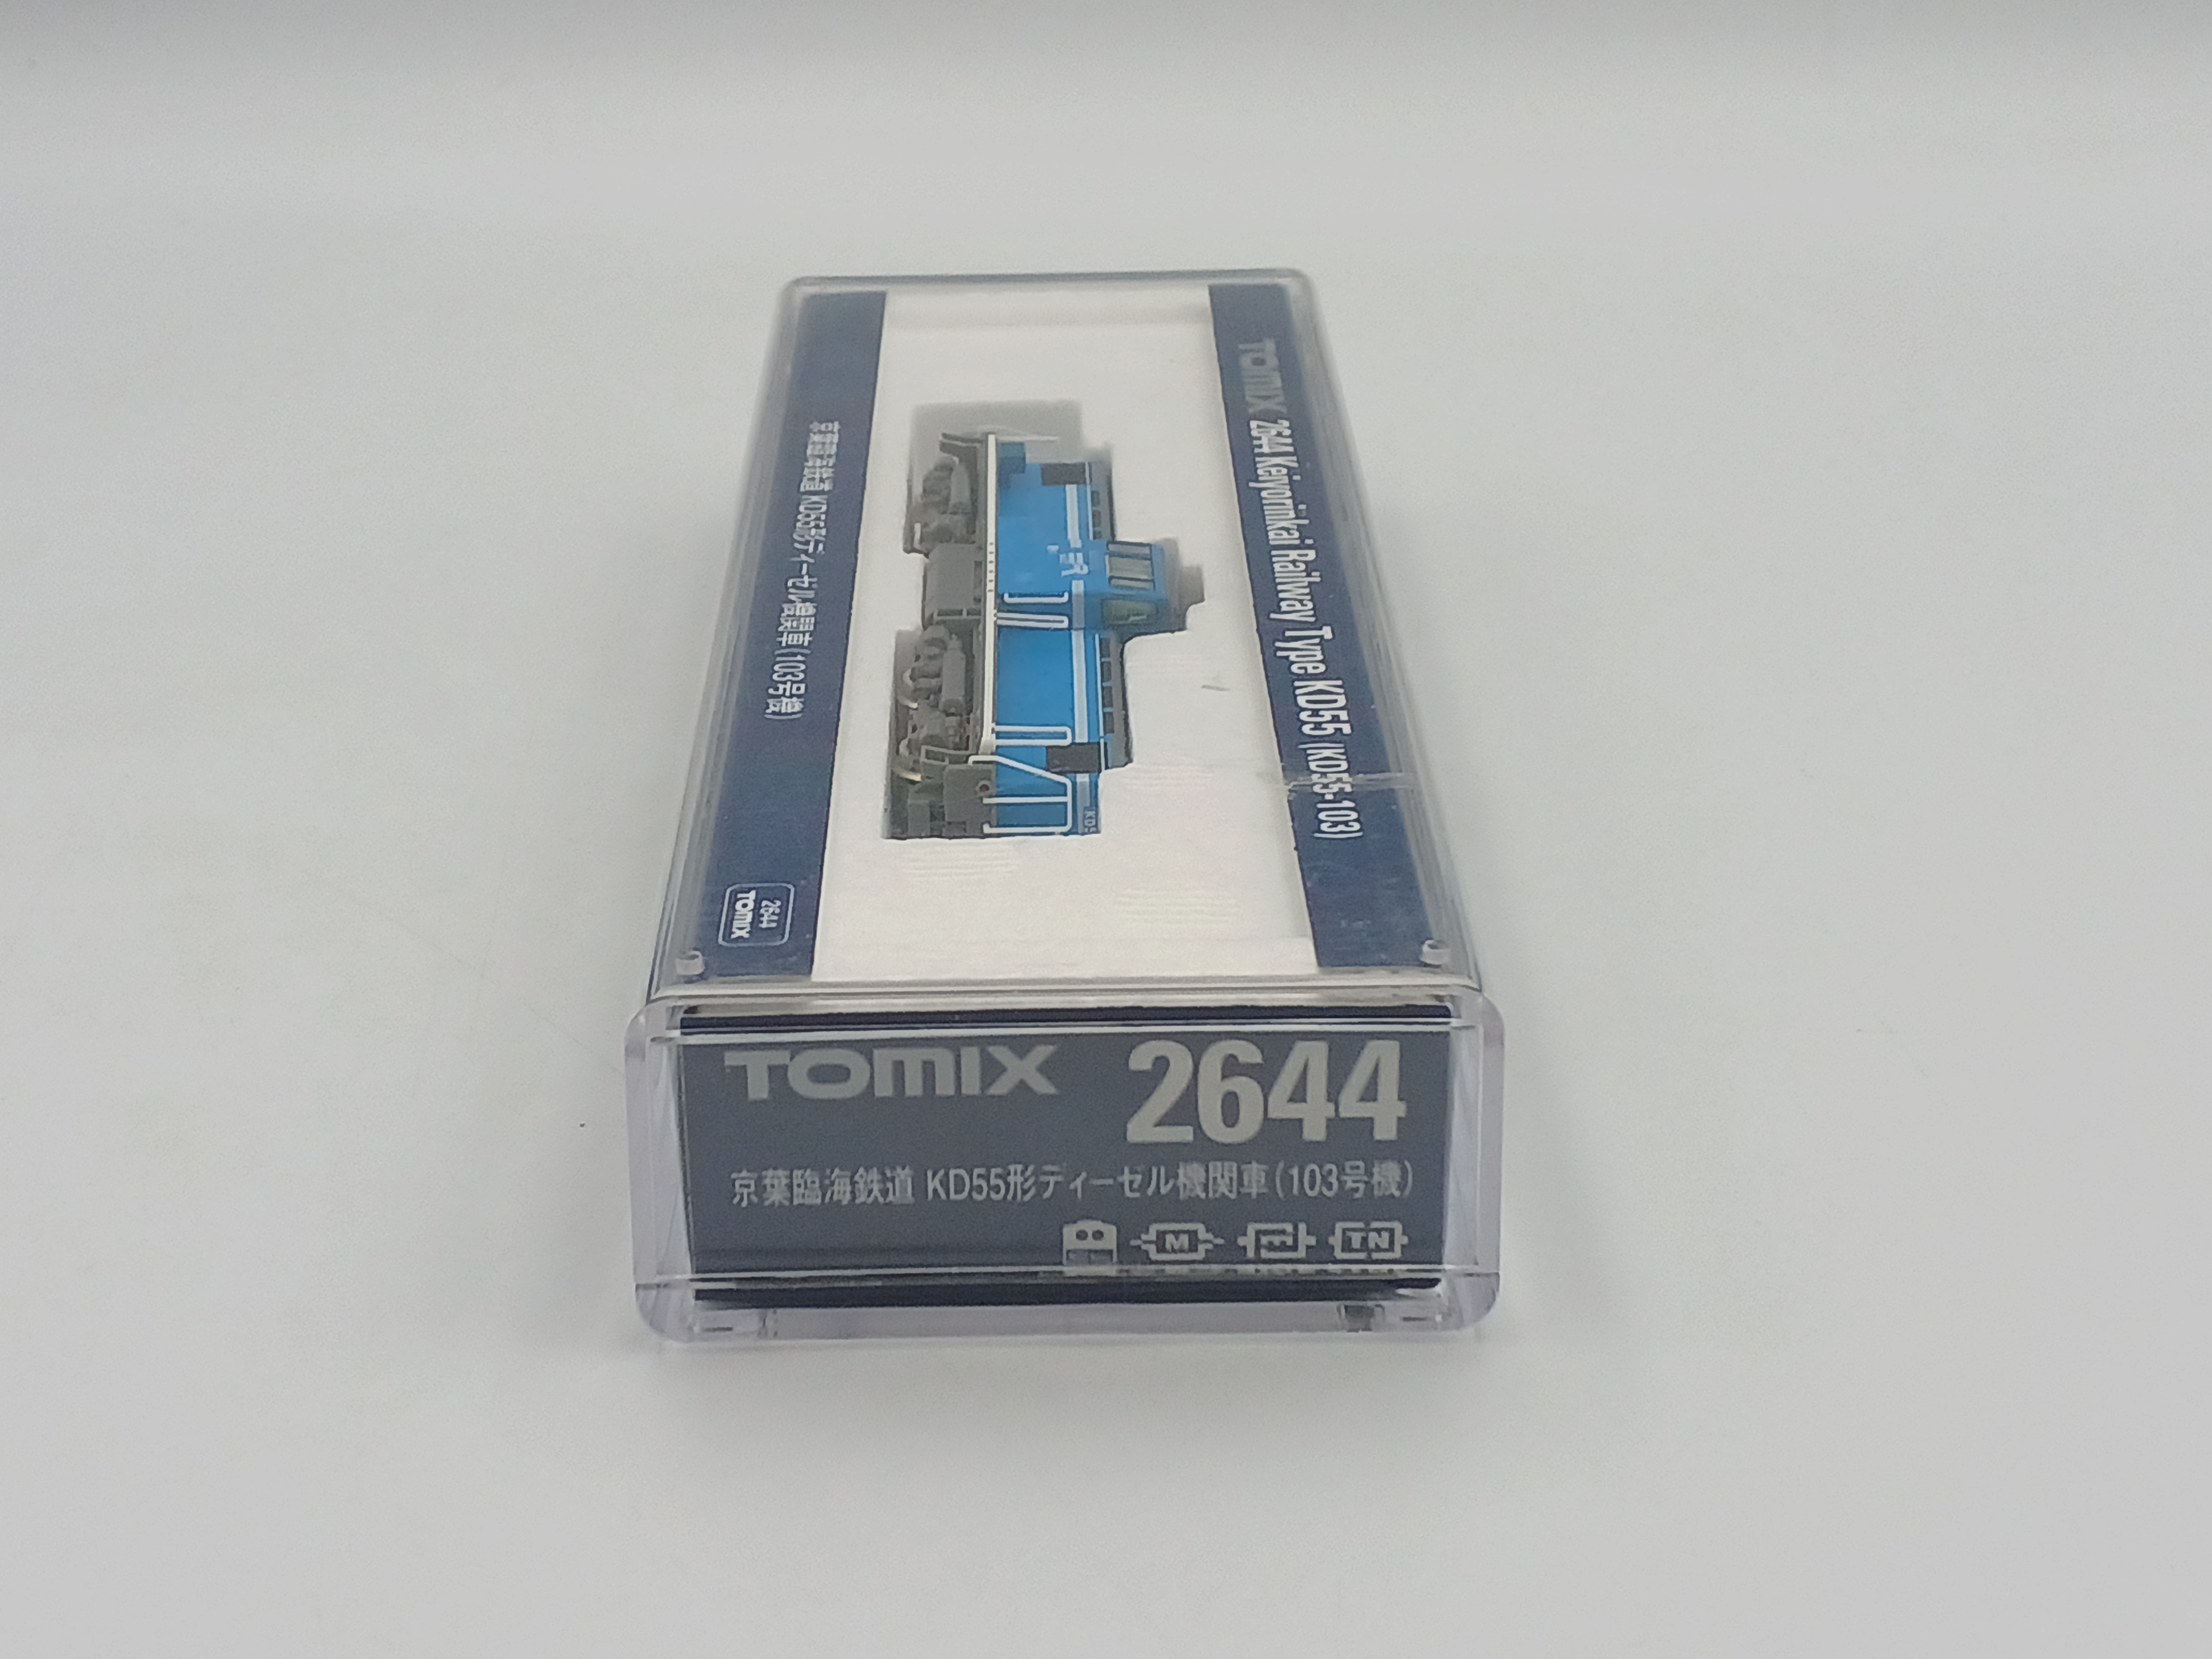 TOMIX 2644 Keiyorinkai Railway Type KD55 (KD55-103)
京葉臨海鉄道 KD55形ディーゼル機関車(103号機)
2644
TOMIX
TOMIX 2644
京葉臨海鉄道 KD55形ディーゼル機関車(103号機)
M E TN